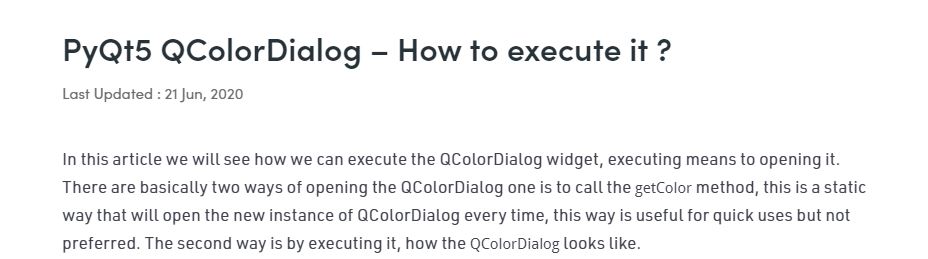 PyQt5 QColorDialog – How to execute it ?
Last Updated : 21 Jun, 2020
In this article we will see how we can execute the QColorDialog widget, executing means to opening it.
There are basically two ways of opening the QColorDialog one is to call the getColor method, this is a static
way that will open the new instance of QColorDialog every time, this way is useful for quick uses but not
preferred. The second way is by executing it, how the QColorDialog looks like.